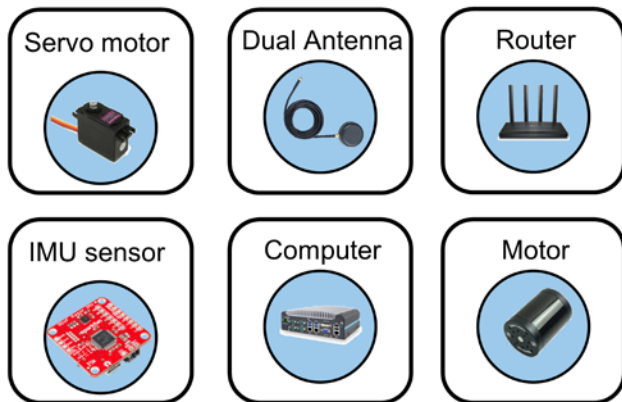 Servo motor
Dual Antenna
Router
IMU sensor
Computer
Motor